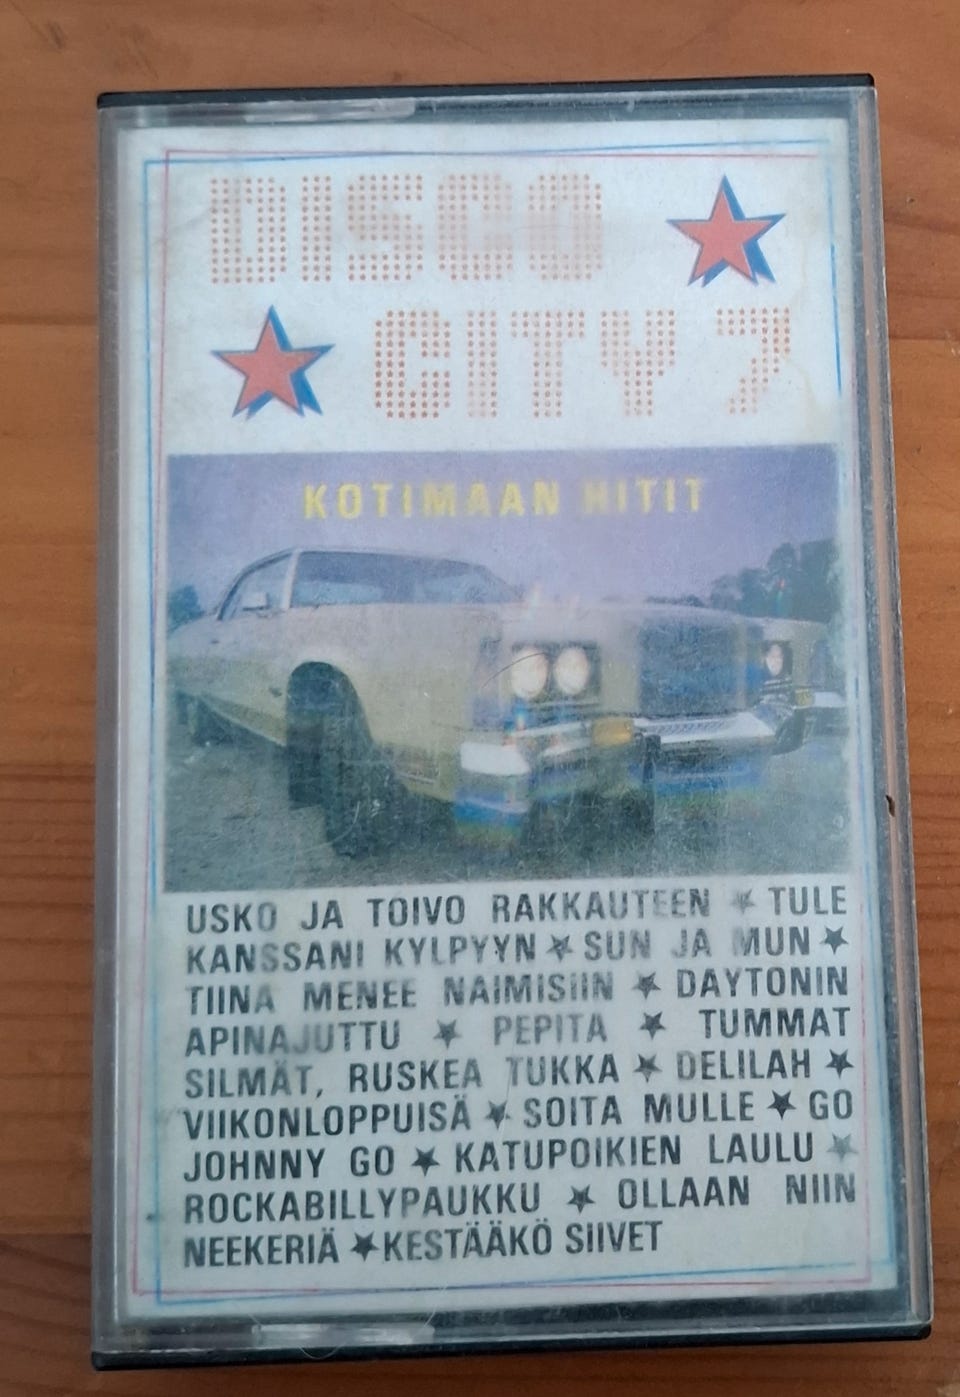 DISCO
CITY 7
KOTIMAAN HITIT
USKO JA TOIVO RAKKAUTEEN ★ TULE
KANSSANI KYLPYYN ★ SUN JA MUN ★
TIINA MENEE NAIMISIIN ★ DAYTONIN
APINAJUTTU ★ PEPITA ★ TUMMAT
SILMÄT, RUSKEA TUKKA ★ DELILAH ★
VIIKONLOPPUISÄ ★ SOITA MULLE ★ GO
JOHNNY GO ★ KATUPOIKIEN LAULU ★
ROCKABILLYPAUKKU ★ OLLAAN NIIN
NEEKERIÄ ★ KESTÄÄKÖ SIIVET